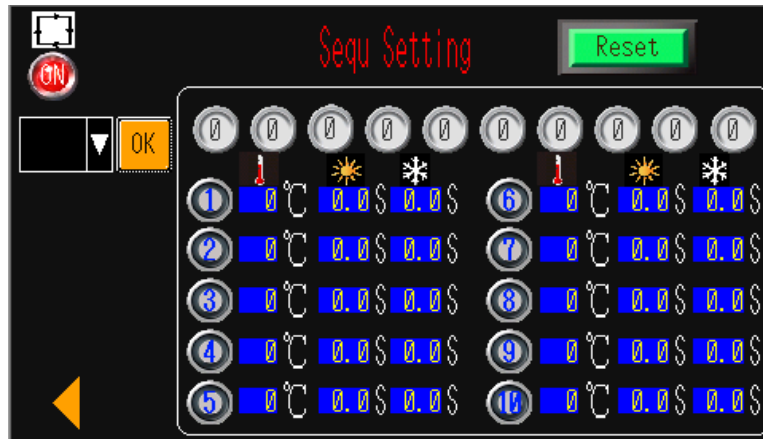 Sequ Setting
Reset
ON
OK
0 0 0 0 0 0 0 0 0 0
1 0 ℃ 0.0 S 0.0 S 6 0 ℃ 0.0 S 0.0 S
2 0 ℃ 0.0 S 0.0 S 7 0 ℃ 0.0 S 0.0 S
3 0 ℃ 0.0 S 0.0 S 8 0 ℃ 0.0 S 0.0 S
4 0 ℃ 0.0 S 0.0 S 9 0 ℃ 0.0 S 0.0 S
5 0 ℃ 0.0 S 0.0 S 10 0 ℃ 0.0 S 0.0 S